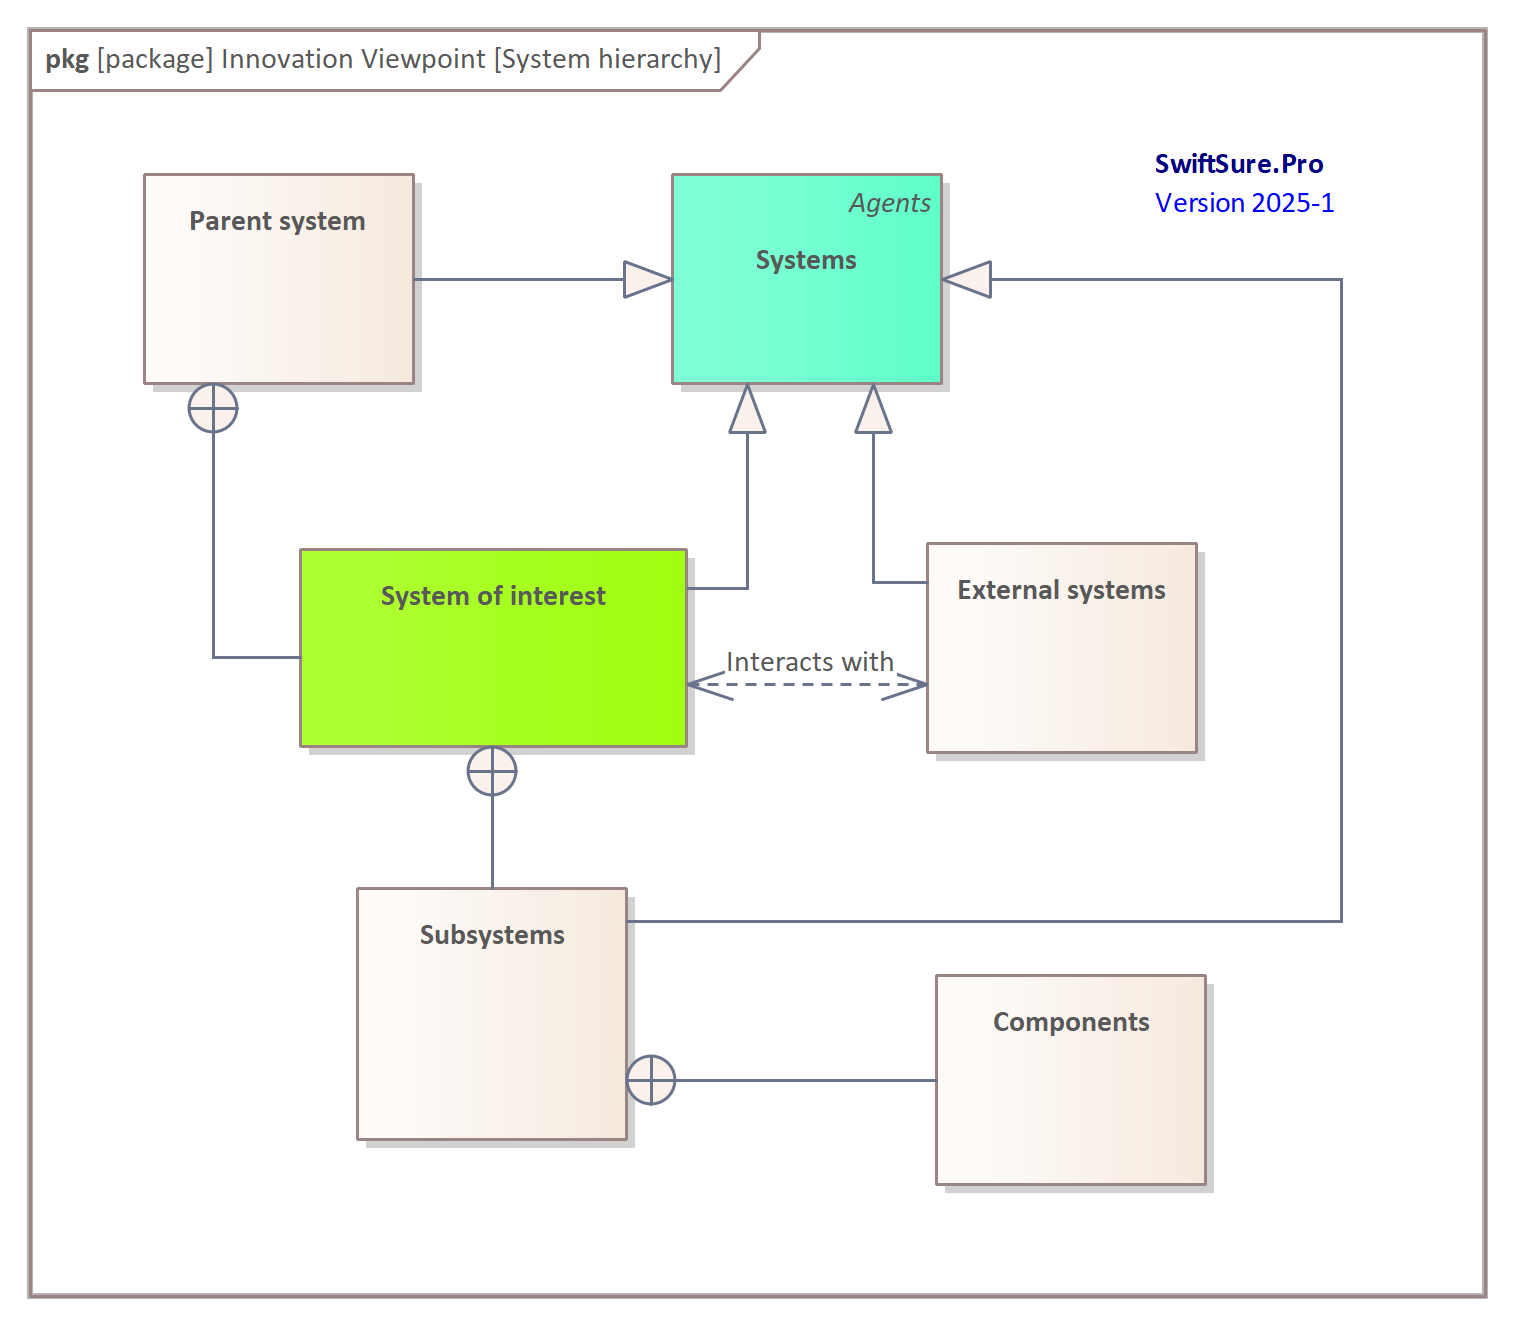 pkg [package] Innovation Viewpoint [System hierarchy]
SwiftSure.Pro
Version 2025-1
Parent system
Agents
Systems
System of interest
External systems
Interacts with
Subsystems
Components